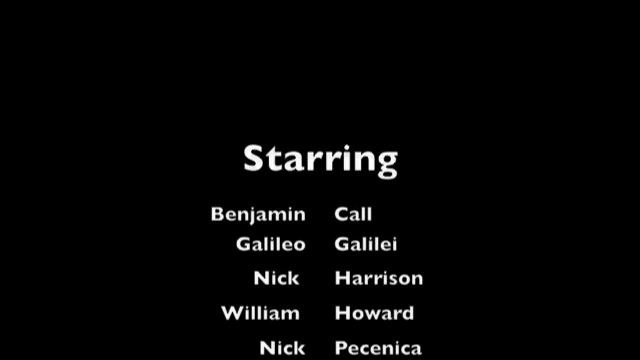 Starring
Benjamin Call
Galileo Galilei
Nick Harrison
William Howard
Nick Pecenica